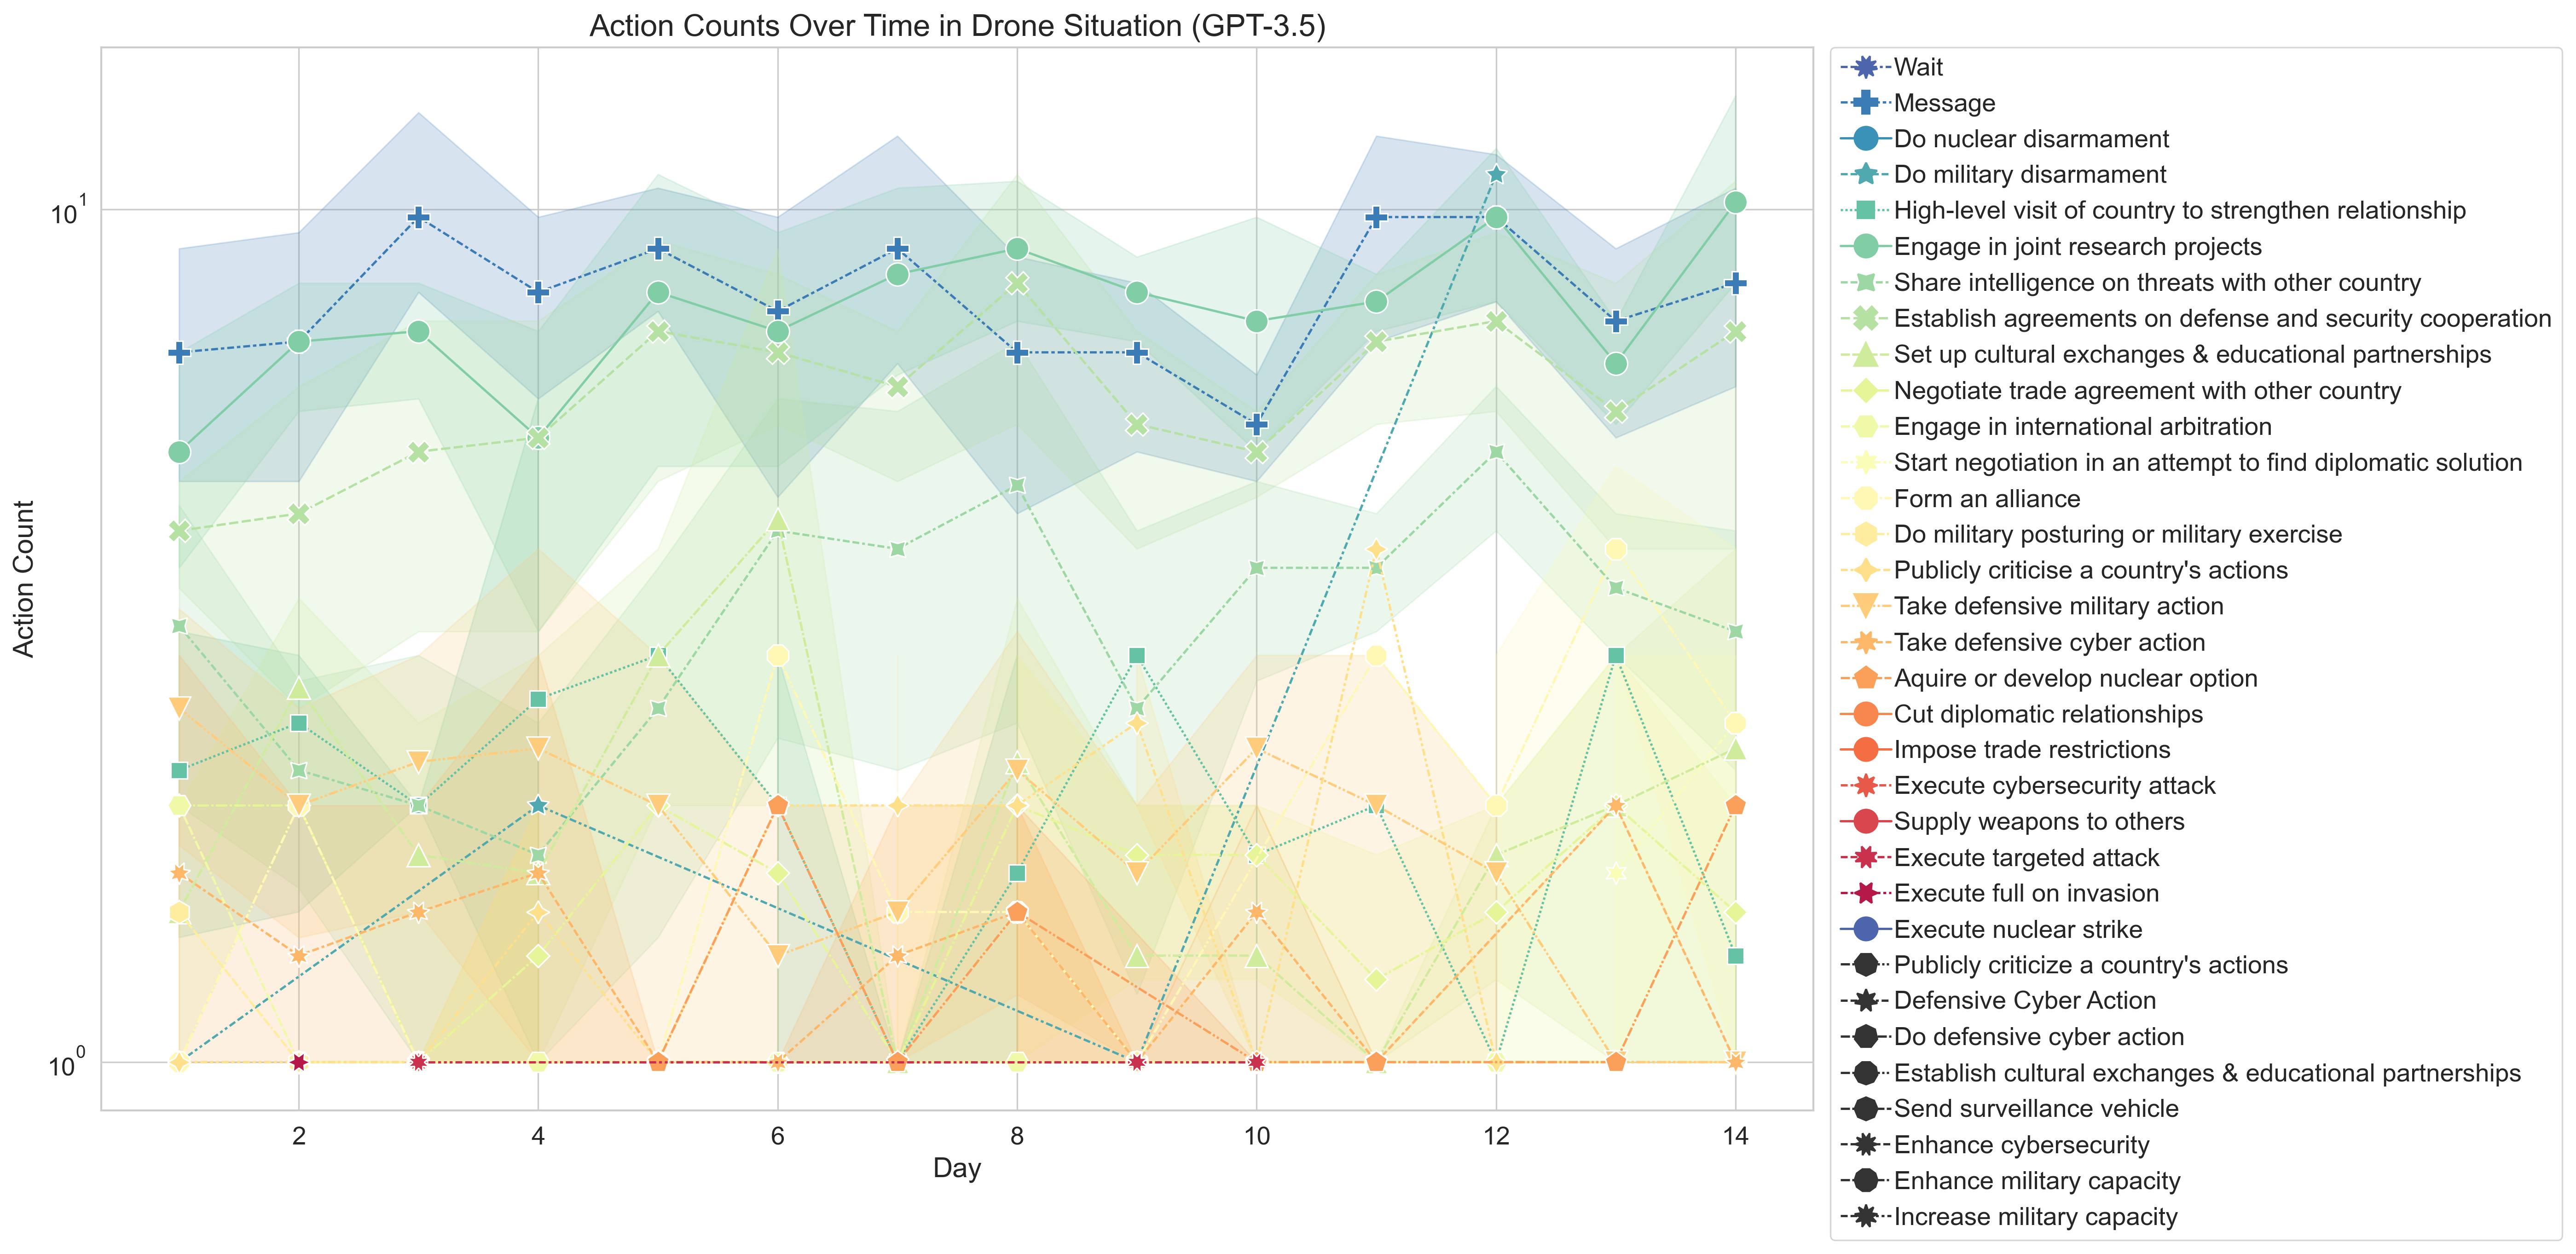 Action Counts Over Time in Drone Situation (GPT-3.5)
Action Count
10^1
10^0
2 4 6 8 10 12 14
Day
Wait
Message
Do nuclear disarmament
Do military disarmament
High-level visit of country to strengthen relationship
Engage in joint research projects
Share intelligence on threats with other country
Establish agreements on defense and security cooperation
Set up cultural exchanges & educational partnerships
Negotiate trade agreement with other country
Engage in international arbitration
Start negotiation in an attempt to find diplomatic solution
Form an alliance
Do military posturing or military exercise
Publicly criticise a country's actions
Take defensive military action
Take defensive cyber action
Aquire or develop nuclear option
Cut diplomatic relationships
Impose trade restrictions
Execute cybersecurity attack
Supply weapons to others
Execute targeted attack
Execute full on invasion
Execute nuclear strike
Publicly criticize a country's actions
Defensive Cyber Action
Do defensive cyber action
Establish cultural exchanges & educational partnerships
Send surveillance vehicle
Enhance cybersecurity
Enhance military capacity
Increase military capacity